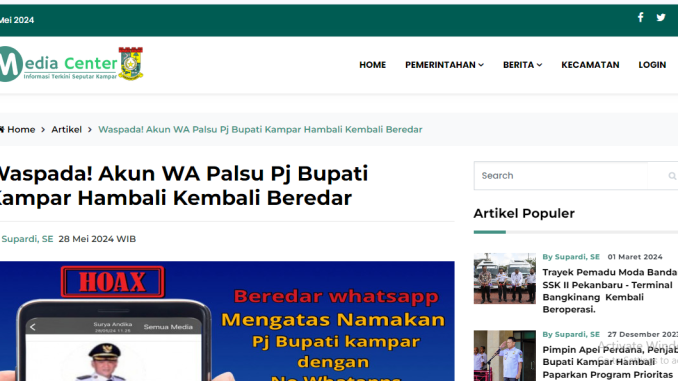 Mei 2024
Media Center
Informasi Terkini Seputar Kampar
HOME PEMERINTAHAN BERITA KECAMATAN LOGIN
Home > Artikel > Waspada! Akun WA Palsu Pj Bupati Kampar Hambali Kembali Beredar
Waspada! Akun WA Palsu Pj Bupati
Kampar Hambali Kembali Beredar
Supardi, SE 28 Mei 2024 WIB
HOAX
Surya Andika
Semua Media
Beredar whatsapp
Mengatas Namakan
Pj Bupati kampar
dengan
No Whatapps
Search
Artikel Populer
By Supardi, SE 01 Maret 2024
Trayek Pemadu Moda Banda
SSK II Pekanbaru - Terminal
Bangkinang Kembali
Beroperasi.
By Supardi, SE 27 Desember 2023
Pimpin Apel Perdana, Penjab
Bupati Kampar Hambali
Paparkan Program Prioritas
Activate Wind